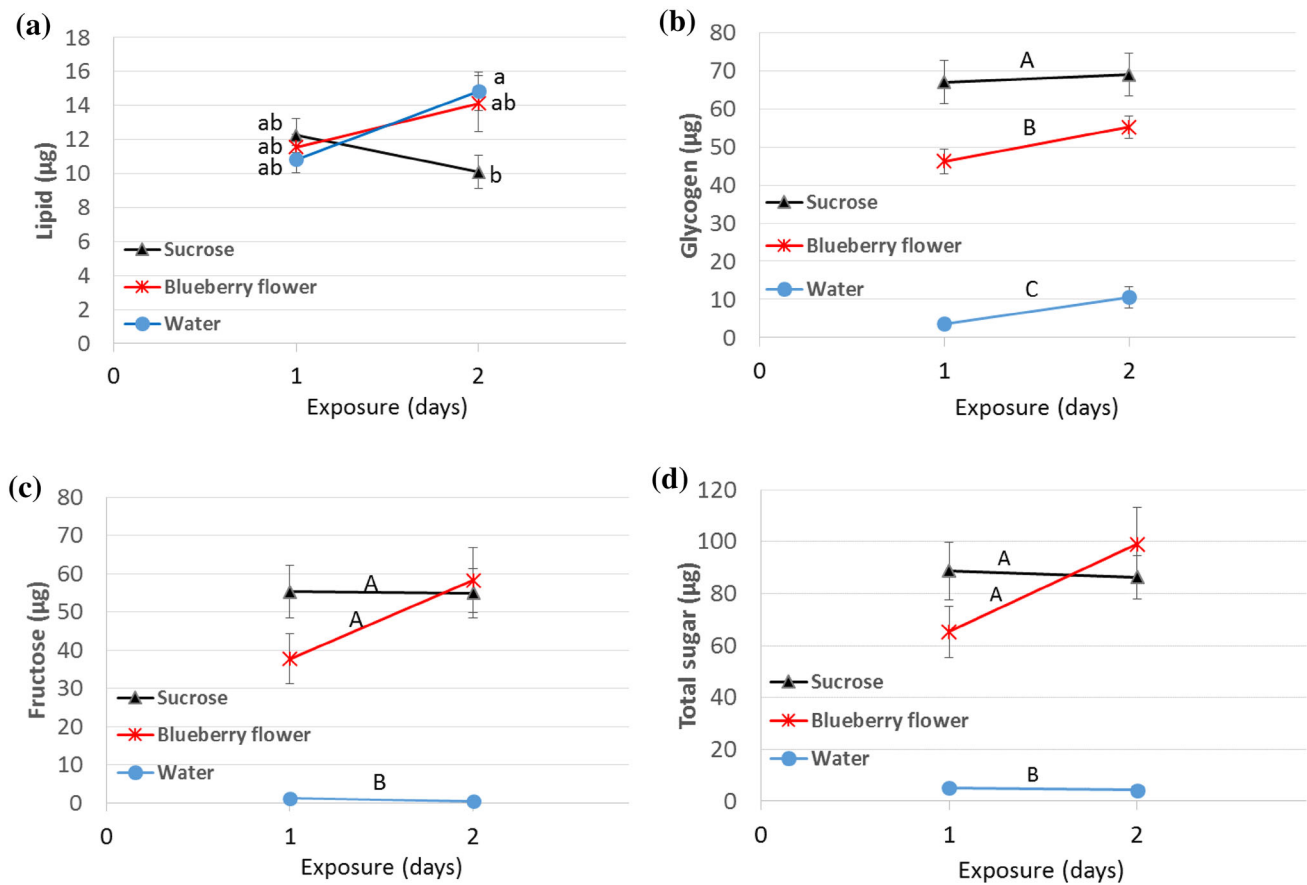 (a)
18
16
14
12
10
8
6
4
2
0
Lipid (µg)
a
ab
ab
ab
ab
b
Sucrose
Blueberry flower
Water
0 1 2
Exposure (days)
(b)
80
70
60
50
40
30
20
10
0
Glycogen (µg)
A
B
Sucrose
Blueberry flower
Water
C
0 1 2
Exposure (days)
(c)
80
70
60
50
40
30
20
10
0
Fructose (µg)
A
A
Sucrose
Blueberry flower
Water
B
0 1 2
Exposure (days)
(d)
120
100
80
60
40
20
0
Total sugar (µg)
A
A
Sucrose
Blueberry flower
Water
B
0 1 2
Exposure (days)